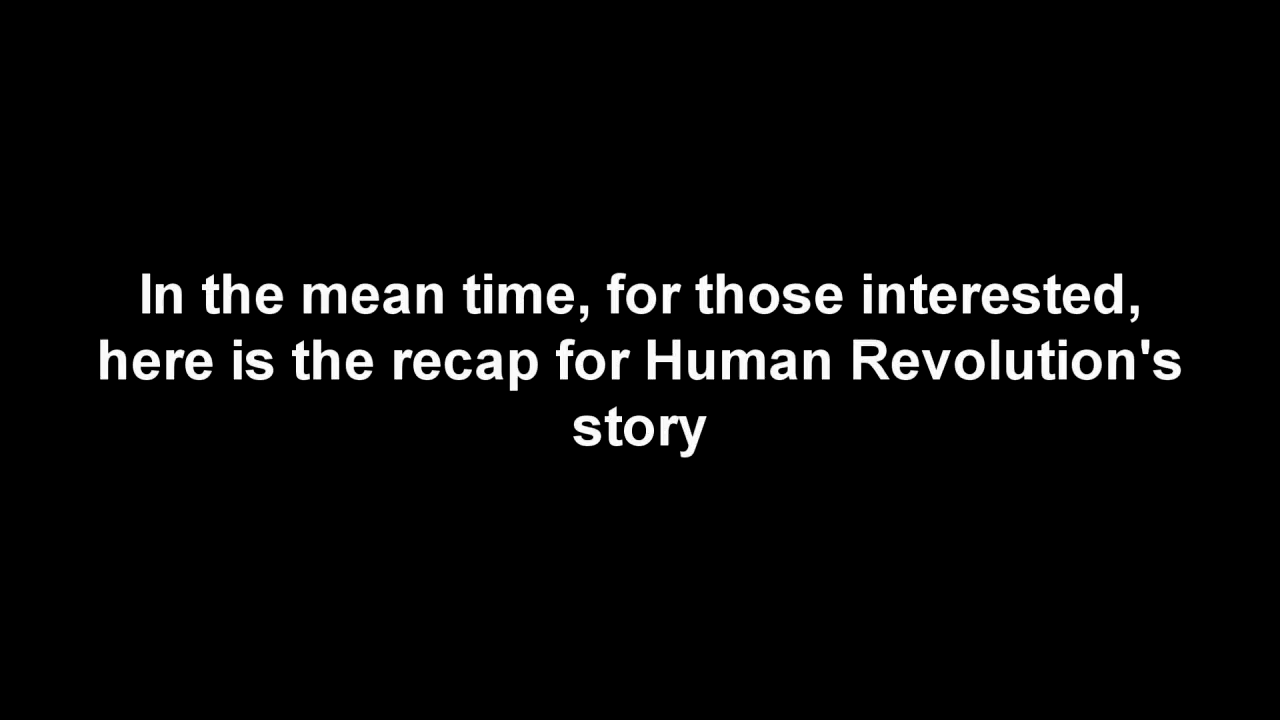 In the mean time, for those interested,
here is the recap for Human Revolution's
story